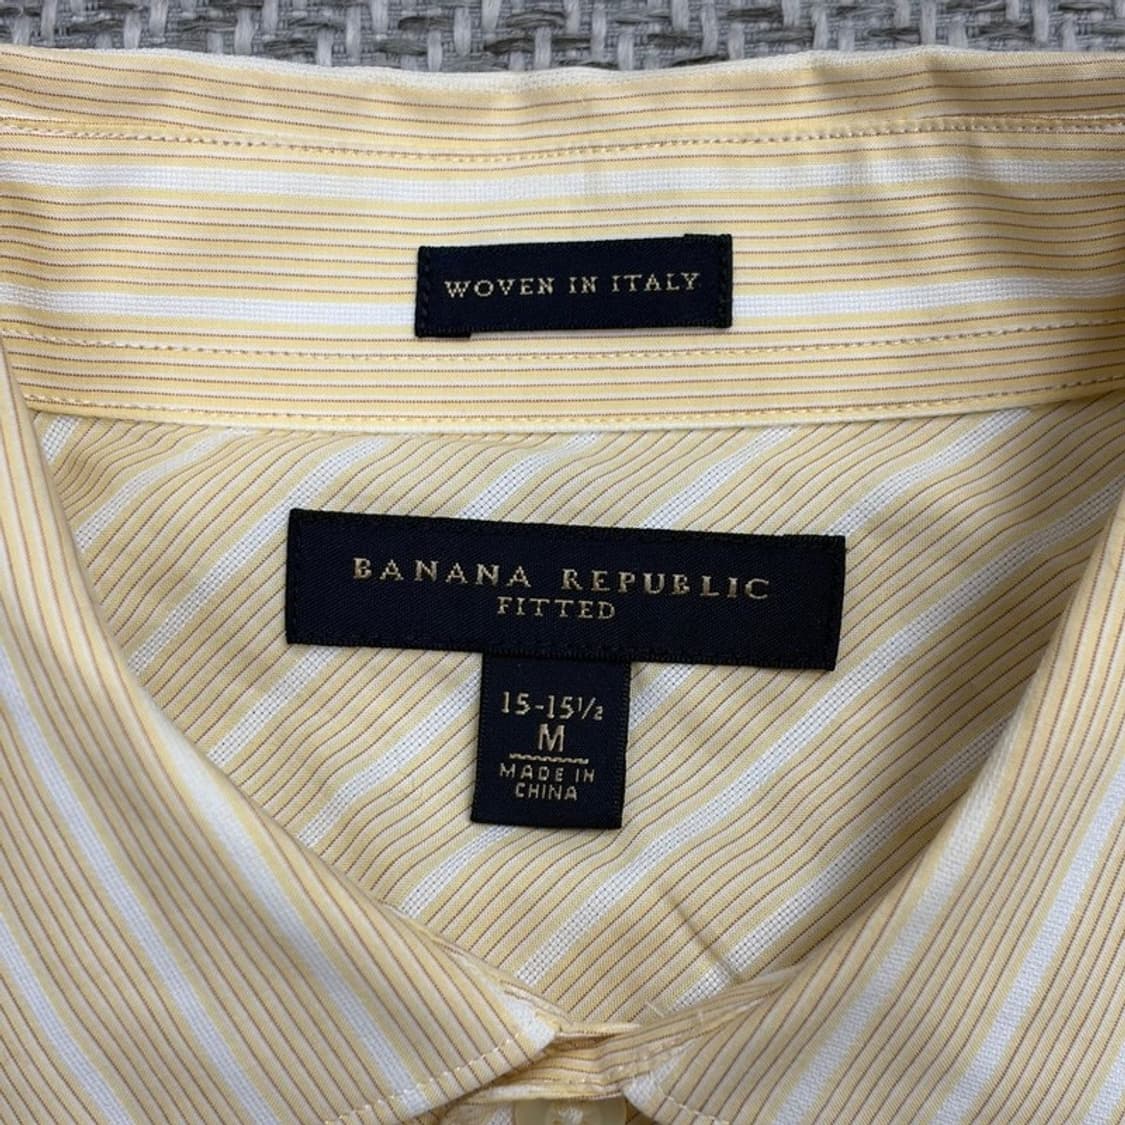 WOVEN IN ITALY
BANANA REPUBLIC
FITTED
15-15½
M
MADE IN
CHINA